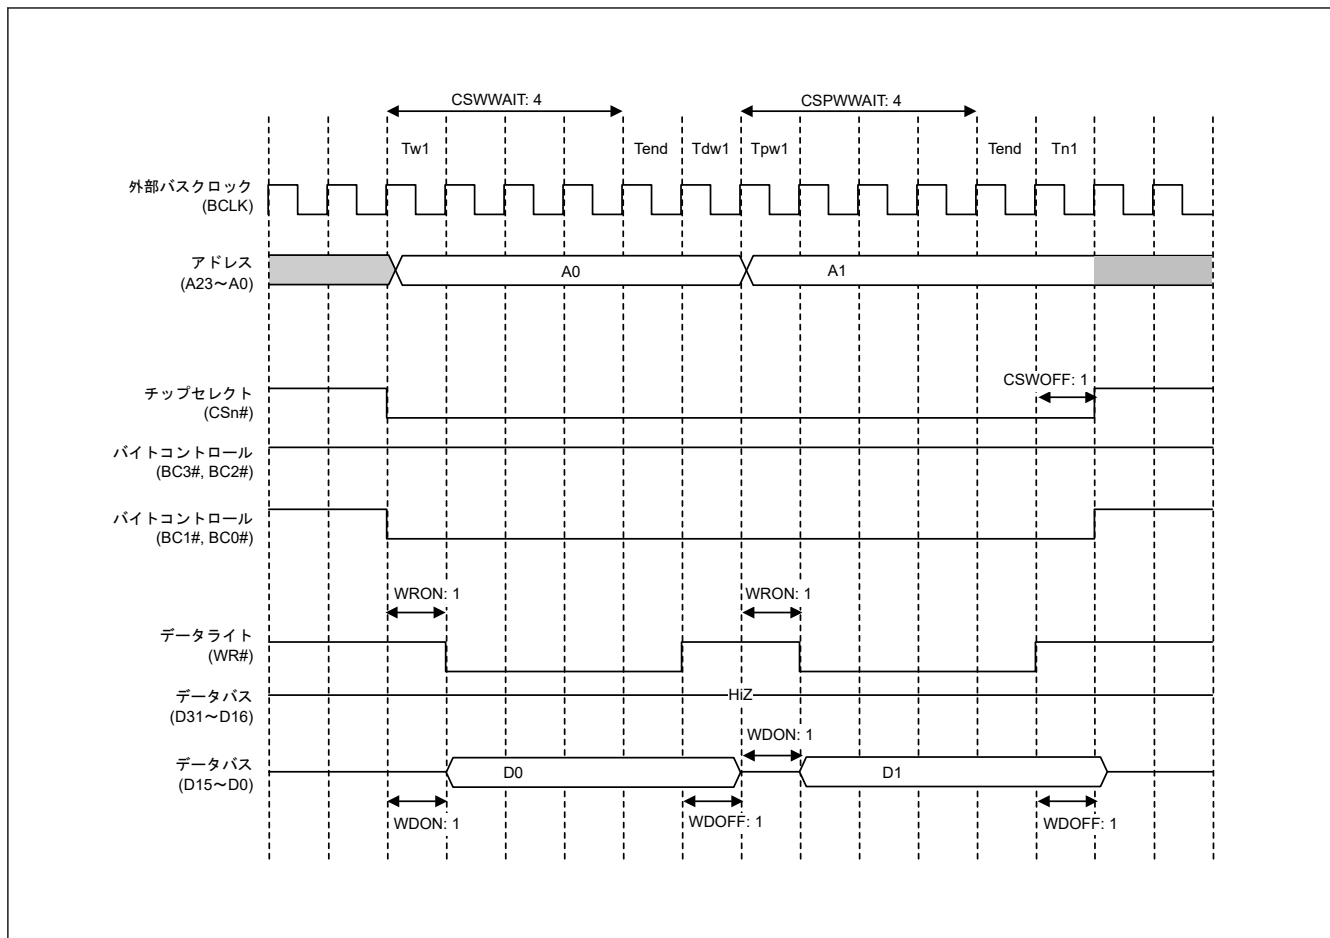 CSWWAIT: 4
CSPWWAIT: 4
Tw1
Tend
Tdw1
Tpw1
Tend
Tn1
外部バスクロック
(BCLK)
アドレス
(A23～A0)
A0
A1
チップセレクト
(CSn#)
CSWOFF: 1
バイトコントロール
(BC3#, BC2#)
バイトコントロール
(BC1#, BC0#)
WRON: 1
WRON: 1
データライト
(WR#)
データバス
(D31～D16)
HiZ
WDON: 1
データバス
(D15～D0)
D0
D1
WDON: 1
WDOFF: 1
WDOFF: 1